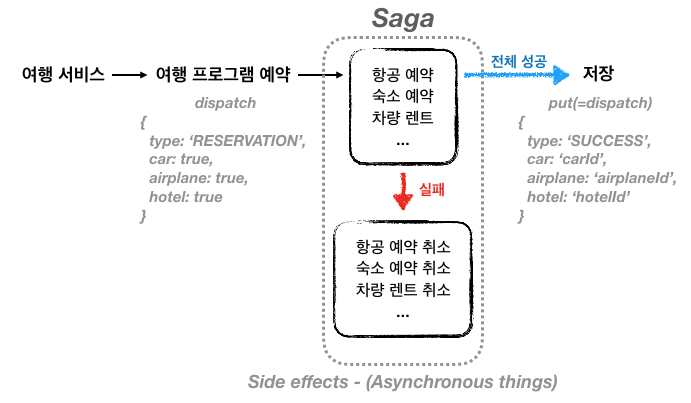 Saga
여행 서비스
여행 프로그램 예약
항공 예약
숙소 예약
차량 렌트
...
전체 성공
저장
dispatch
{
type: ‘RESERVATION’,
car: true,
airplane: true,
hotel: true
}
put(=dispatch)
{
type: ‘SUCCESS’,
car: ‘carId’,
airplane: ‘airplaneId’,
hotel: ‘hotelId’
}
실패
항공 예약 취소
숙소 예약 취소
차량 렌트 취소
...
Side effects - (Asynchronous things)